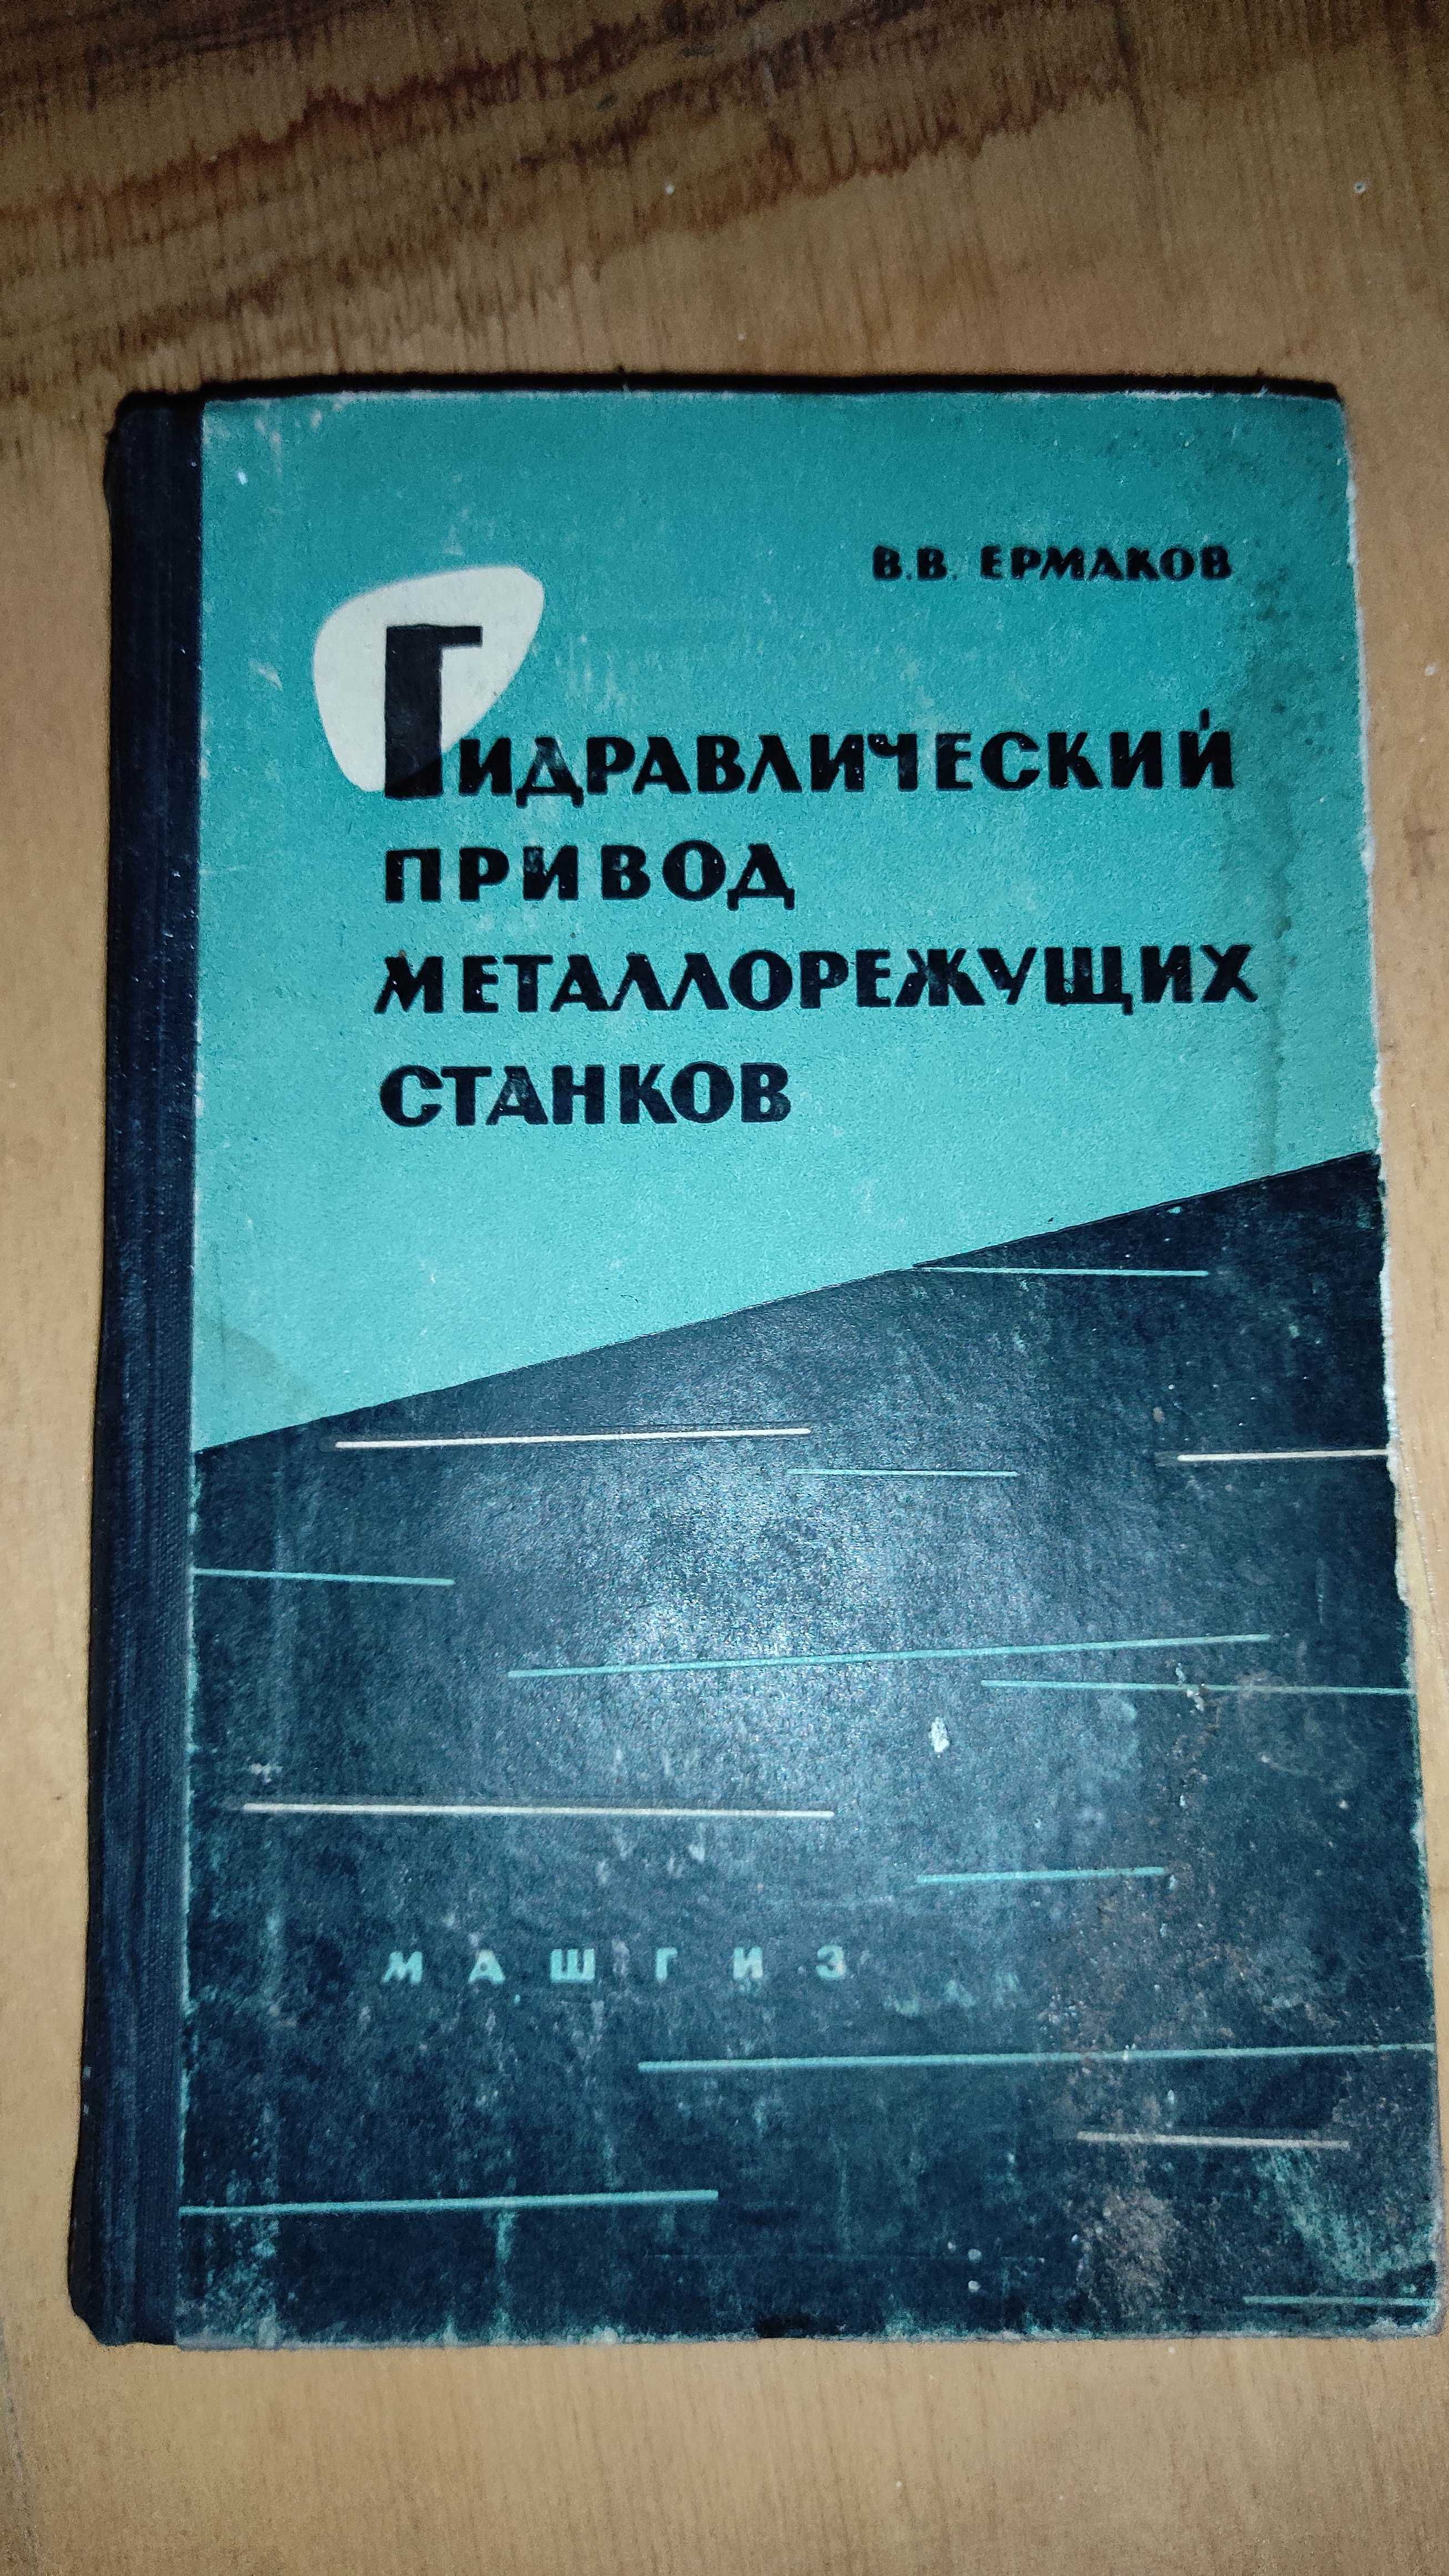 В.В. ЕРМАКОВ
ГИДРАВЛИЧЕСКИЙ
ПРИВОД
МЕТАЛЛОРЕЖУЩИХ
СТАНКОВ
МАШГИЗ